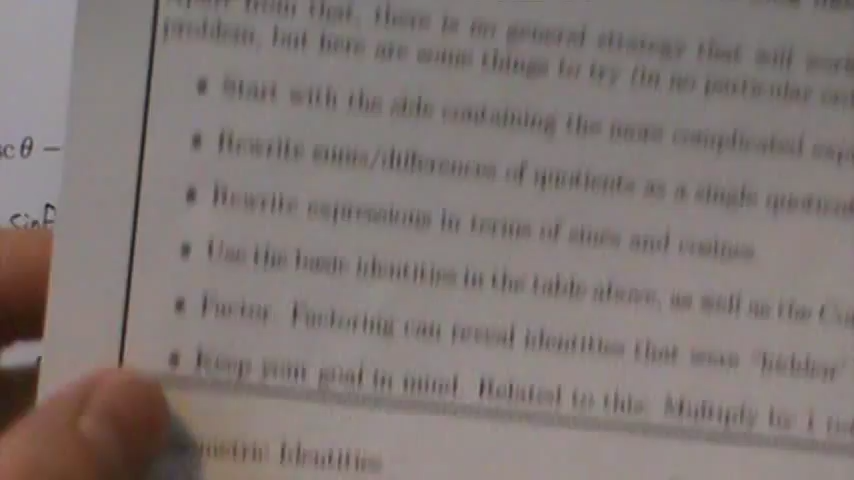 from that, there is no general strategy that will work
problem, but here are some things to try (in no particular
• Start with the side containing the more complicated
• Rewrite sums/differences of quotients as a single quotient
• Rewrite expressions in terms of sines and cosines
• Use the basic identities in the table above, as well as the
• Factor. Factoring can reveal identities that were "hidden"
• Keep your goal in mind. Related to this: Multiply by 1
Identities
sc θ −
sin